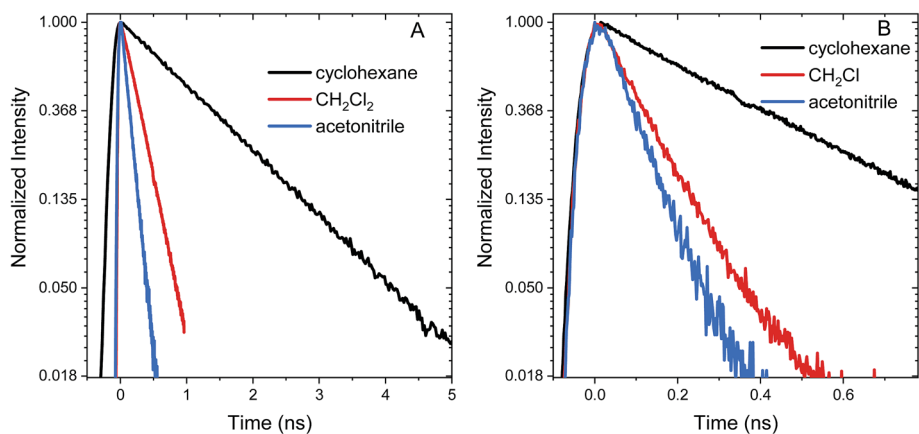 A
B
1.000
0.368
0.135
0.050
0.018
Normalized Intensity
cyclohexane
CH₂Cl₂
acetonitrile
0 1 2 3 4 5
Time (ns)
1.000
0.368
0.135
0.050
0.018
Normalized Intensity
cyclohexane
CH₂Cl
acetonitrile
0.0 0.2 0.4 0.6
Time (ns)